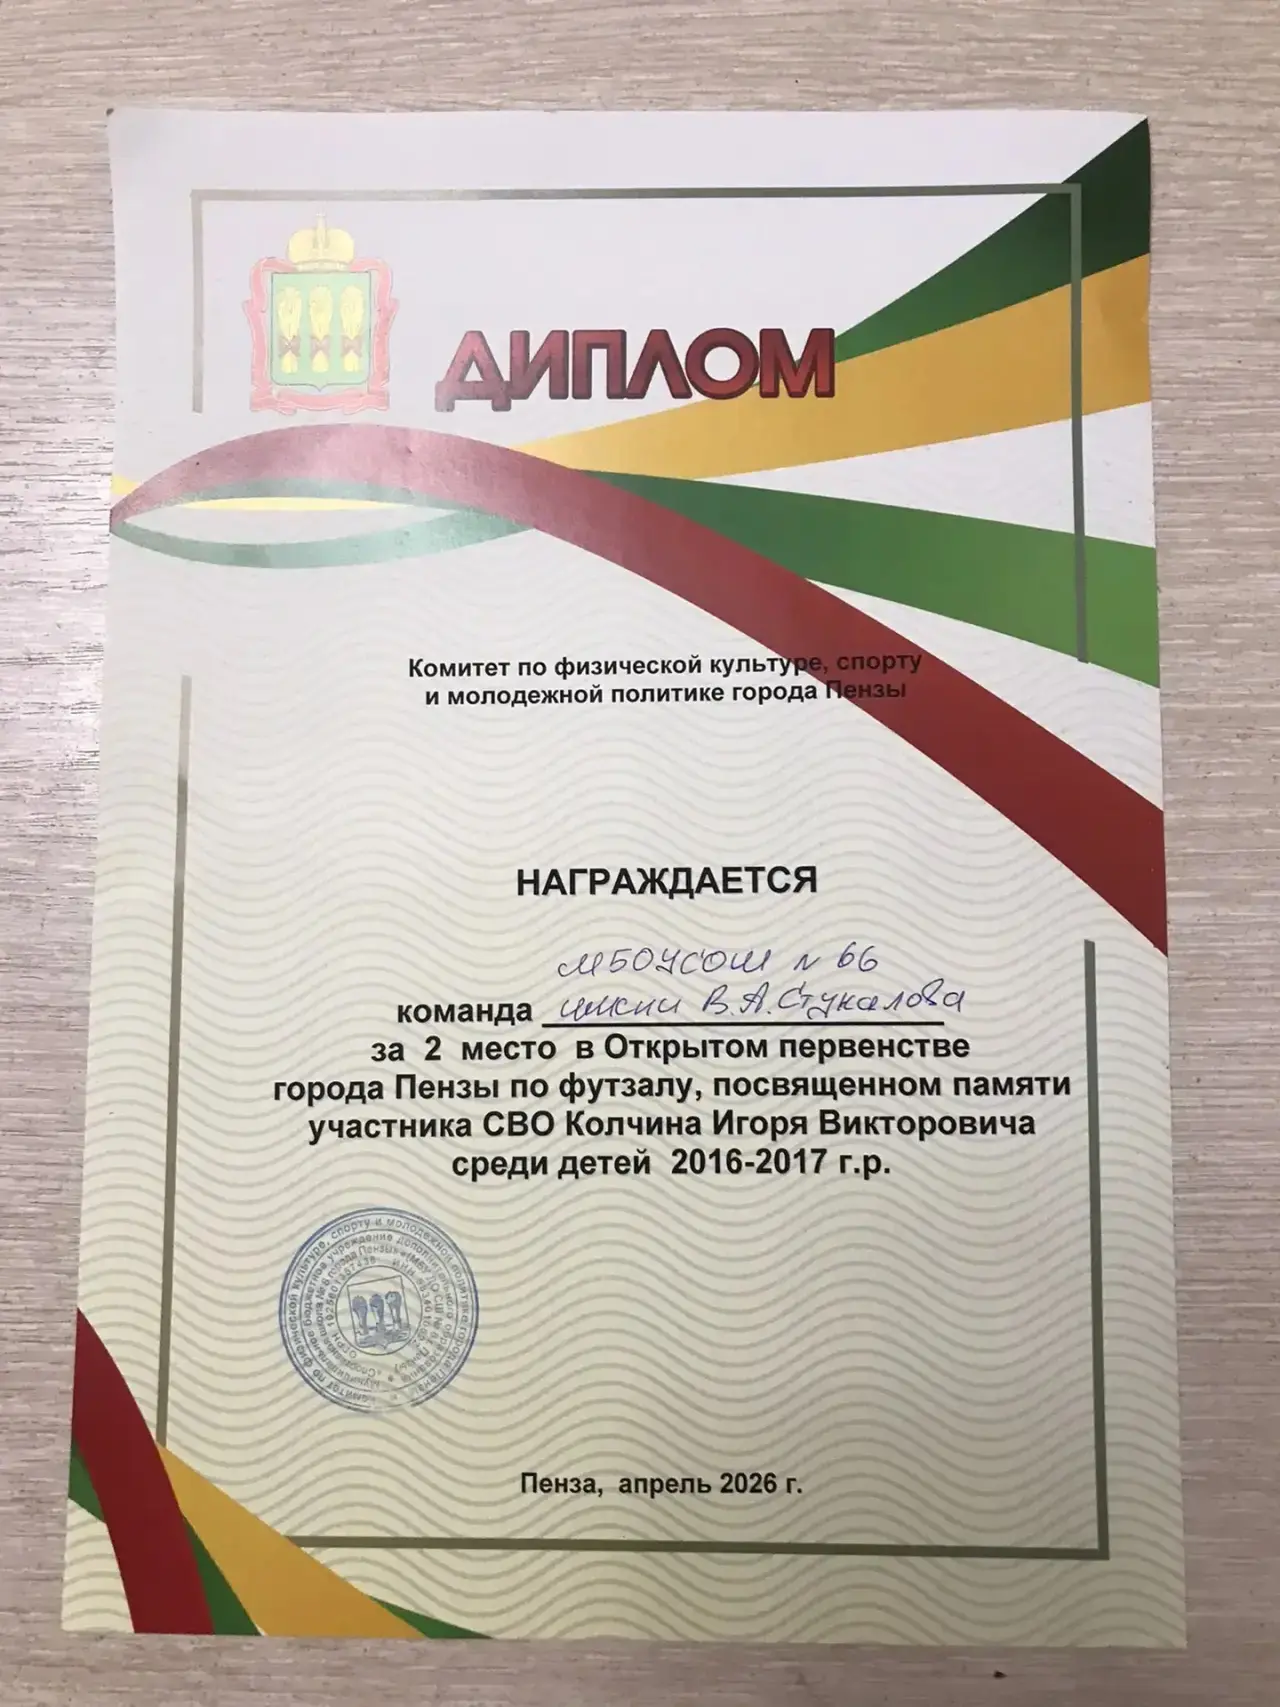 ДИПЛОМ
Комитет по физической культуре, спорту
и молодежной политике города Пензы
НАГРАЖДАЕТСЯ
МБОУСОШ № 66
команда имени В.А.Стукалова
за 2 место в Открытом первенстве
города Пензы по футзалу, посвященном памяти
участника СВО Колчина Игоря Викторовича
среди детей 2016-2017 г.р.
Пенза, апрель 2026 г.